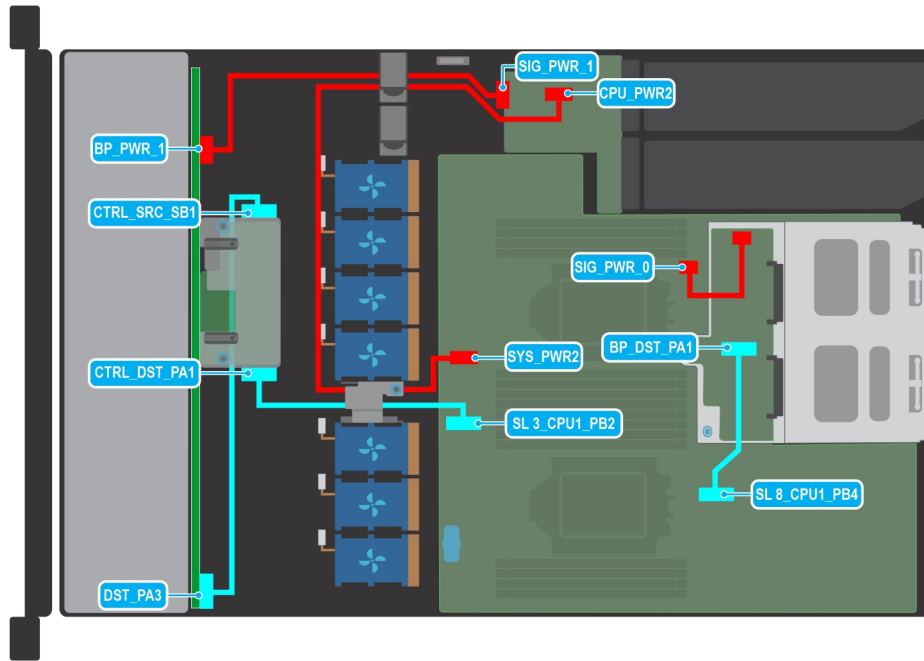 SIG_PWR_1
CPU_PWR2
BP_PWR_1
CTRL_SRC_SB1
SIG_PWR_0
SYS_PWR2
BP_DST_PA1
CTRL_DST_PA1
SL 3_CPU1_PB2
SL 8_CPU1_PB4
DST_PA3